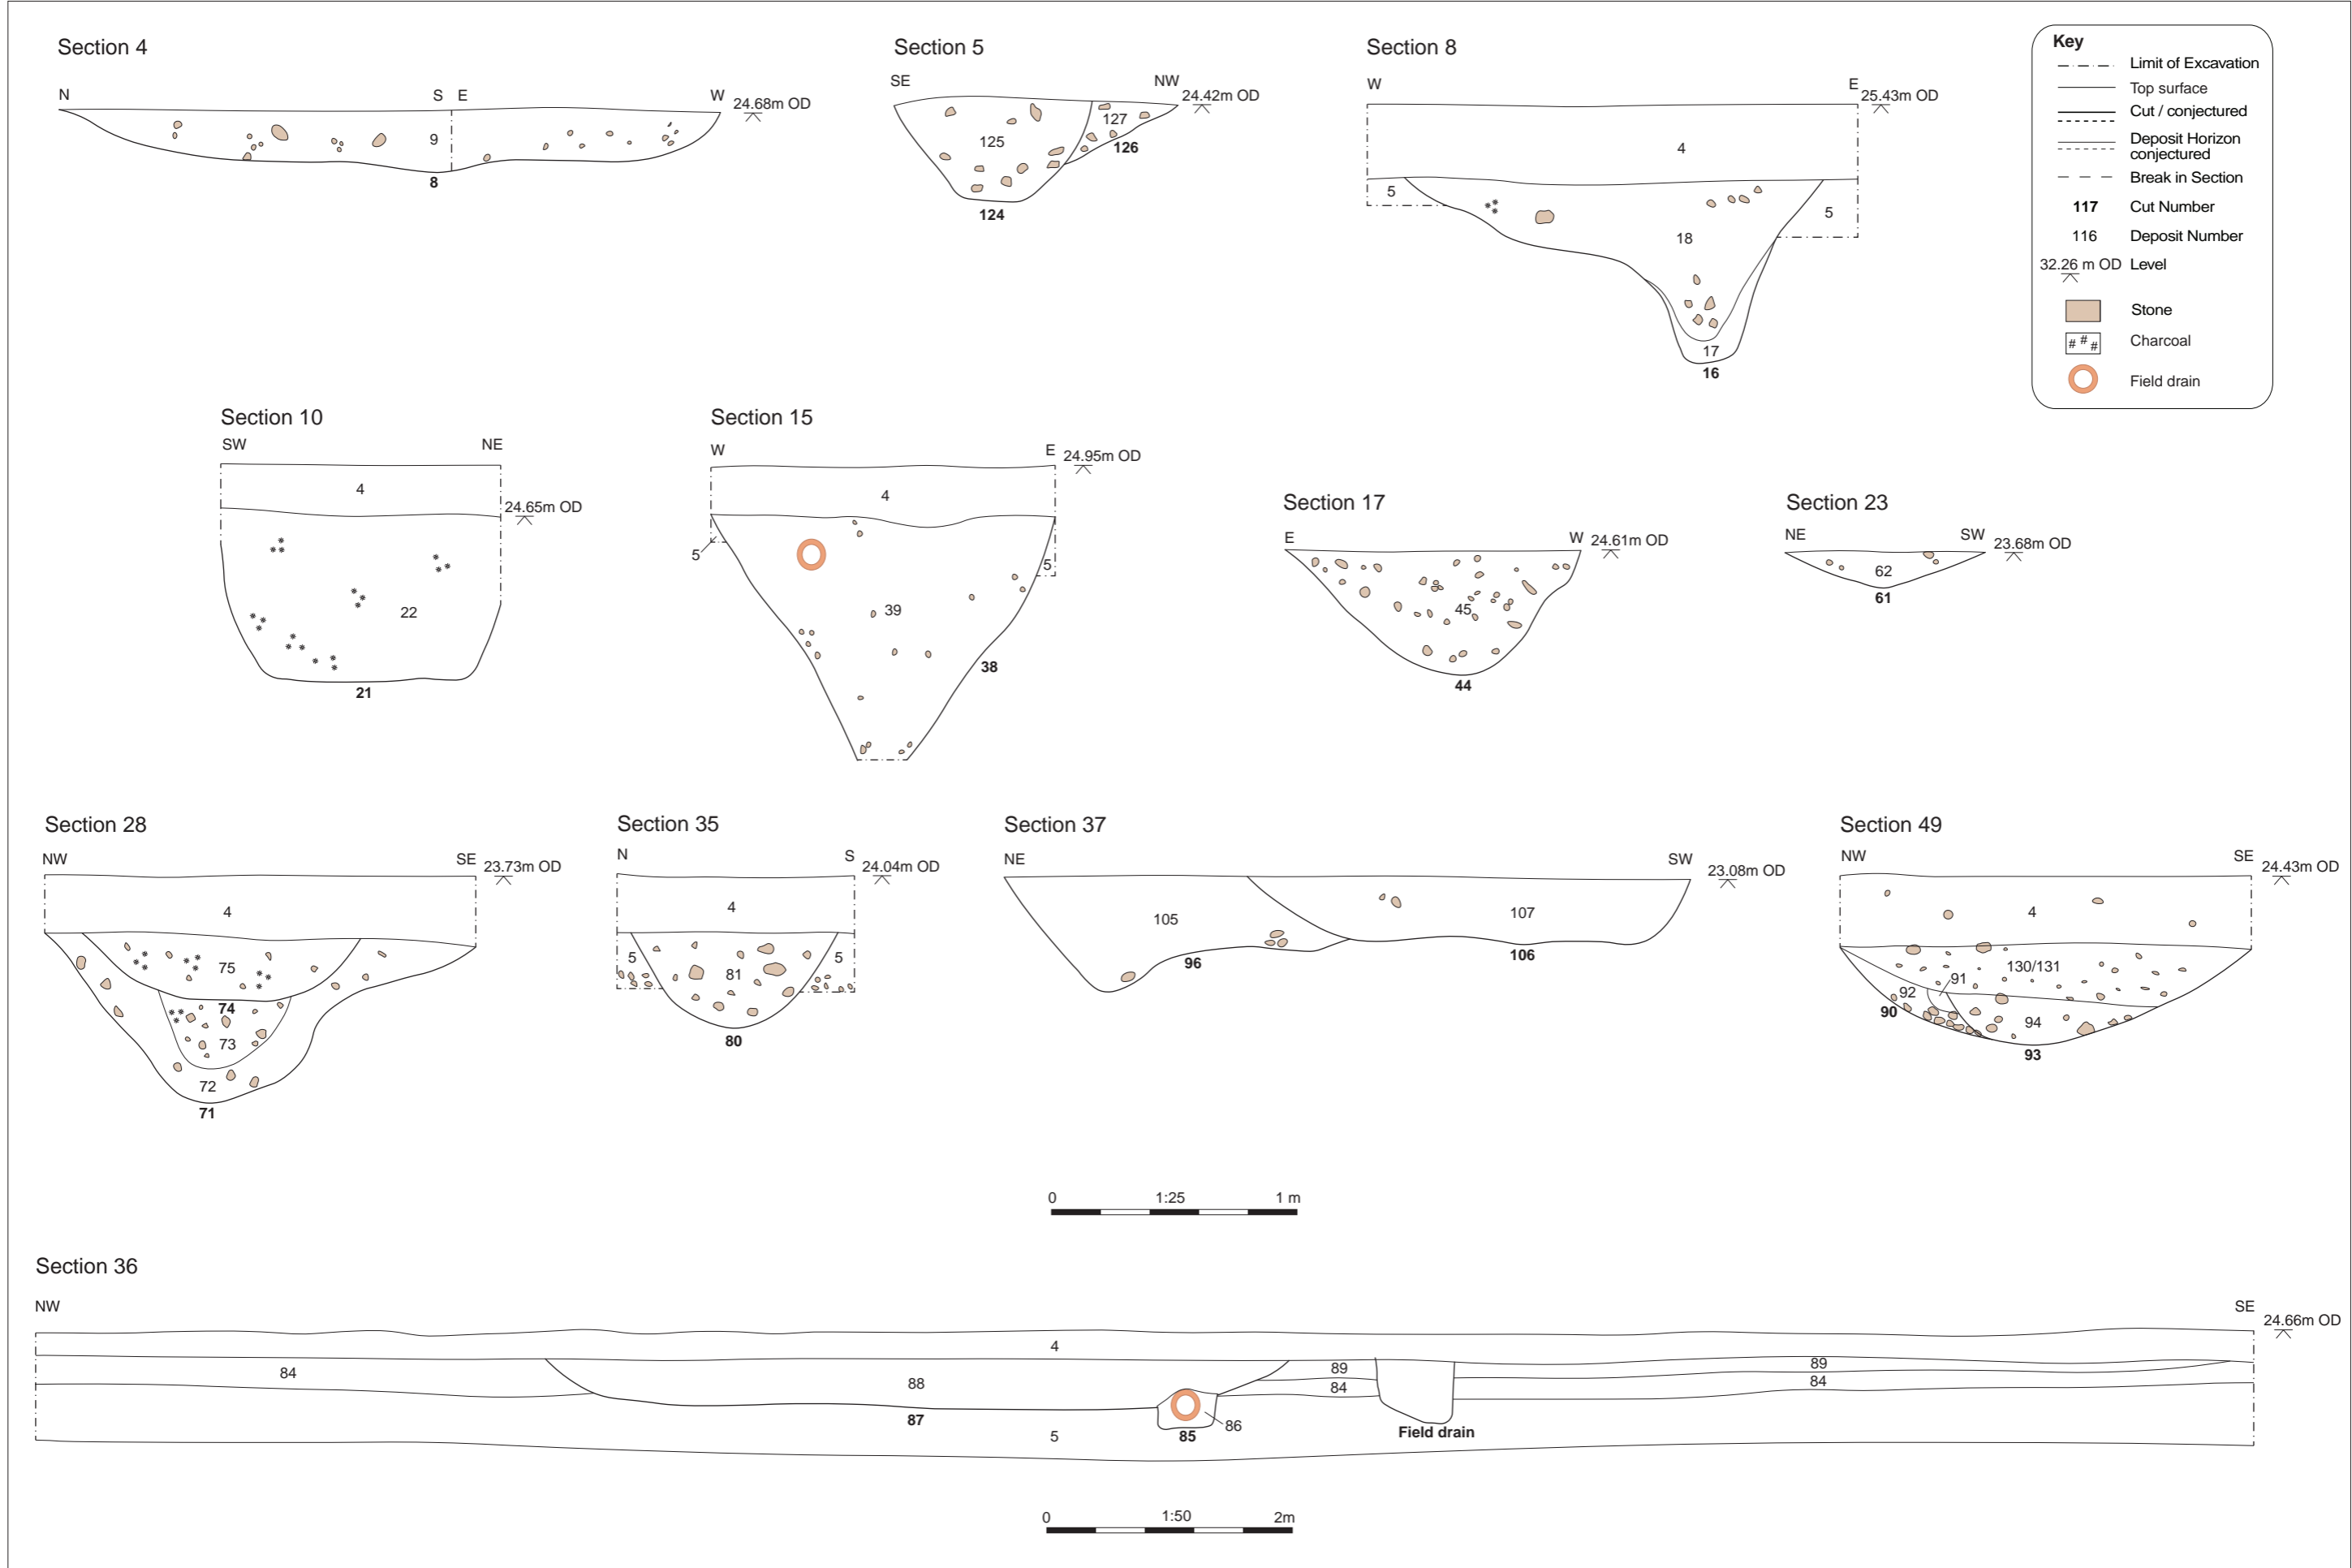 Section 4
N
S
E
W
24.68m OD
9
8
Section 5
SE
NW
24.42m OD
125
127
126
124
Section 8
W
E
25.43m OD
4
5
5
18
17
16
Key
Limit of Excavation
Top surface
Cut / conjectured
Deposit Horizon
conjectured
Break in Section
117 Cut Number
116 Deposit Number
32.26 m OD Level
Stone
# # # Charcoal
Field drain
Section 10
SW
NE
4
24.65m OD
22
21
Section 15
W
E
24.95m OD
4
5
5
39
38
Section 17
E
W
24.61m OD
45
44
Section 23
NE
SW
23.68m OD
62
61
Section 28
NW
SE
23.73m OD
4
75
74
73
72
71
Section 35
N
S
24.04m OD
4
5
5
81
80
Section 37
NE
SW
23.08m OD
105
107
96
106
Section 49
NW
SE
24.43m OD
4
130/131
91
92
90
94
93
0 1:25 1 m
Section 36
NW
SE
24.66m OD
4
84
88
89
89
84
84
87
86
85
Field drain
5
0 1:50 2m